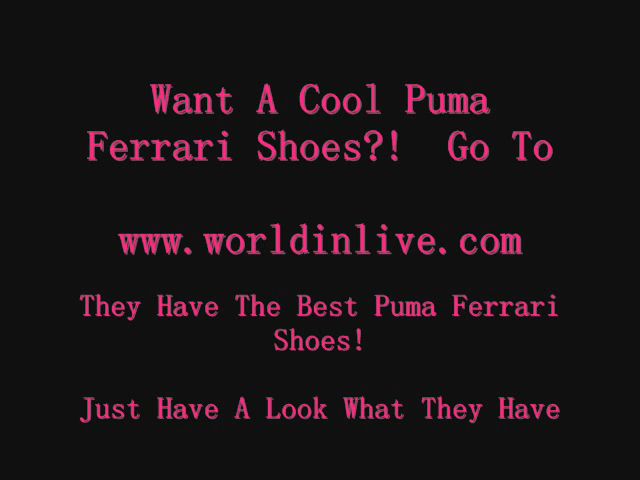 Want A Cool Puma
Ferrari Shoes?!  Go To
www.worldinlive.com
They Have The Best Puma Ferrari
Shoes!
Just Have A Look What They Have